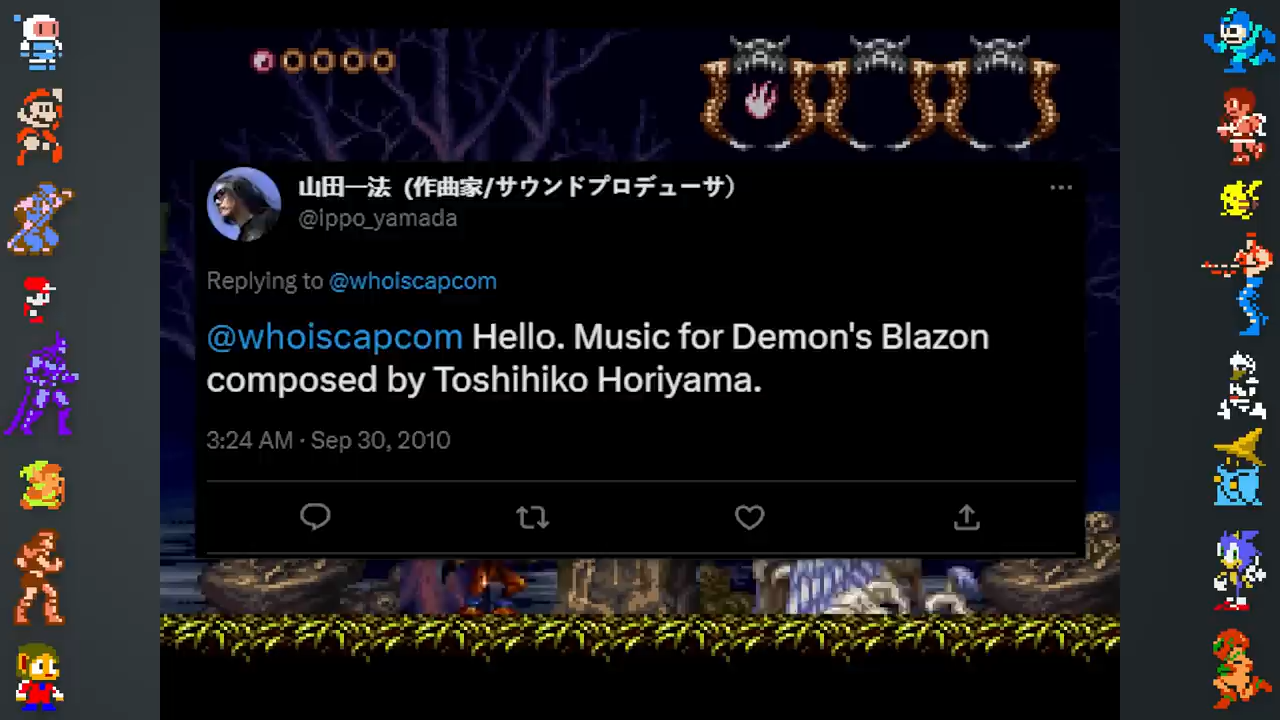 山田一法 (作曲家/サウンドプロデューサ)
@Ippo_yamada
Replying to @whoiscapcom
@whoiscapcom Hello. Music for Demon's Blazon
composed by Toshihiko Horiyama.
3:24 AM · Sep 30, 2010